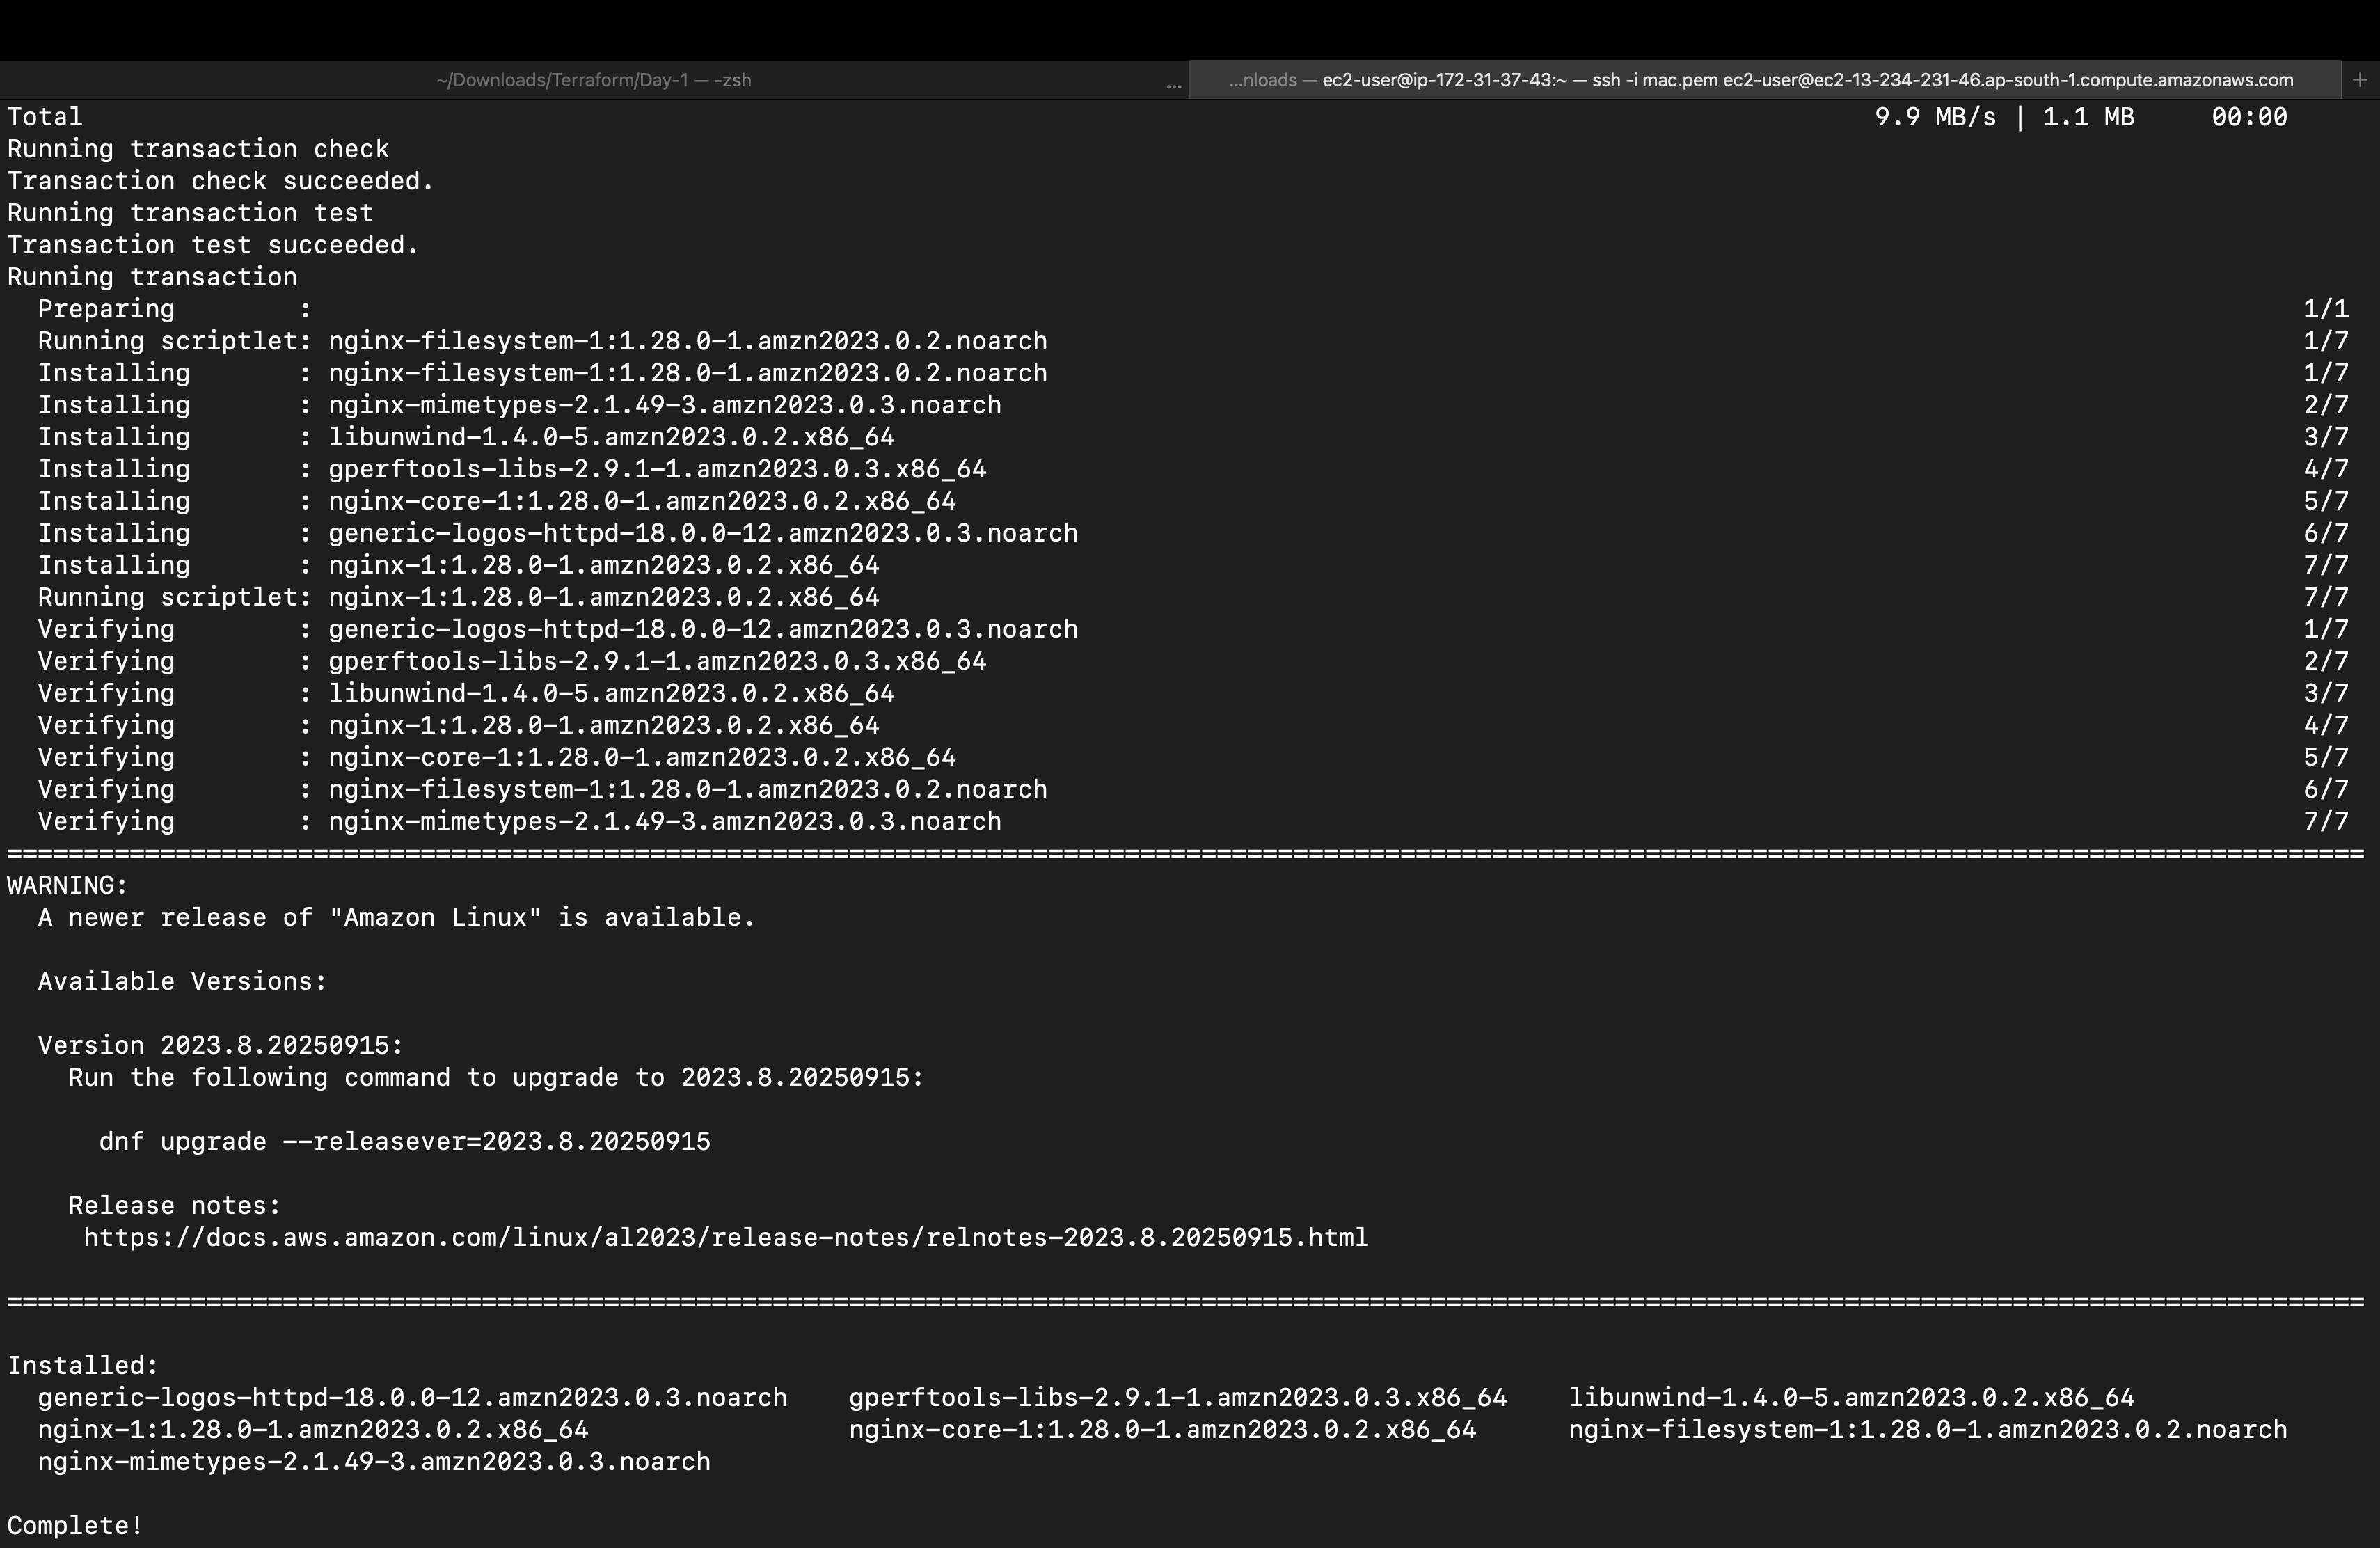 ~/Downloads/Terraform/Day-1 — -zsh ... ...nloads — ec2-user@ip-172-31-37-43:~ — ssh -i mac.pem ec2-user@ec2-13-234-231-46.ap-south-1.compute.amazonaws.com +
Total 9.9 MB/s | 1.1 MB 00:00
Running transaction check
Transaction check succeeded.
Running transaction test
Transaction test succeeded.
Running transaction
Preparing : 1/1
Running scriptlet: nginx-filesystem-1:1.28.0-1.amzn2023.0.2.noarch 1/7
Installing : nginx-filesystem-1:1.28.0-1.amzn2023.0.2.noarch 1/7
Installing : nginx-mimetypes-2.1.49-3.amzn2023.0.3.noarch 2/7
Installing : libunwind-1.4.0-5.amzn2023.0.2.x86_64 3/7
Installing : gperftools-libs-2.9.1-1.amzn2023.0.3.x86_64 4/7
Installing : nginx-core-1:1.28.0-1.amzn2023.0.2.x86_64 5/7
Installing : generic-logos-httpd-18.0.0-12.amzn2023.0.3.noarch 6/7
Installing : nginx-1:1.28.0-1.amzn2023.0.2.x86_64 7/7
Running scriptlet: nginx-1:1.28.0-1.amzn2023.0.2.x86_64 7/7
Verifying : generic-logos-httpd-18.0.0-12.amzn2023.0.3.noarch 1/7
Verifying : gperftools-libs-2.9.1-1.amzn2023.0.3.x86_64 2/7
Verifying : libunwind-1.4.0-5.amzn2023.0.2.x86_64 3/7
Verifying : nginx-1:1.28.0-1.amzn2023.0.2.x86_64 4/7
Verifying : nginx-core-1:1.28.0-1.amzn2023.0.2.x86_64 5/7
Verifying : nginx-filesystem-1:1.28.0-1.amzn2023.0.2.noarch 6/7
Verifying : nginx-mimetypes-2.1.49-3.amzn2023.0.3.noarch 7/7
WARNING:
A newer release of "Amazon Linux" is available.
Available Versions:
Version 2023.8.20250915:
Run the following command to upgrade to 2023.8.20250915:
dnf upgrade --releasever=2023.8.20250915
Release notes:
https://docs.aws.amazon.com/linux/al2023/release-notes/relnotes-2023.8.20250915.html
Installed:
generic-logos-httpd-18.0.0-12.amzn2023.0.3.noarch gperftools-libs-2.9.1-1.amzn2023.0.3.x86_64 libunwind-1.4.0-5.amzn2023.0.2.x86_64
nginx-1:1.28.0-1.amzn2023.0.2.x86_64 nginx-core-1:1.28.0-1.amzn2023.0.2.x86_64 nginx-filesystem-1:1.28.0-1.amzn2023.0.2.noarch
nginx-mimetypes-2.1.49-3.amzn2023.0.3.noarch
Complete!